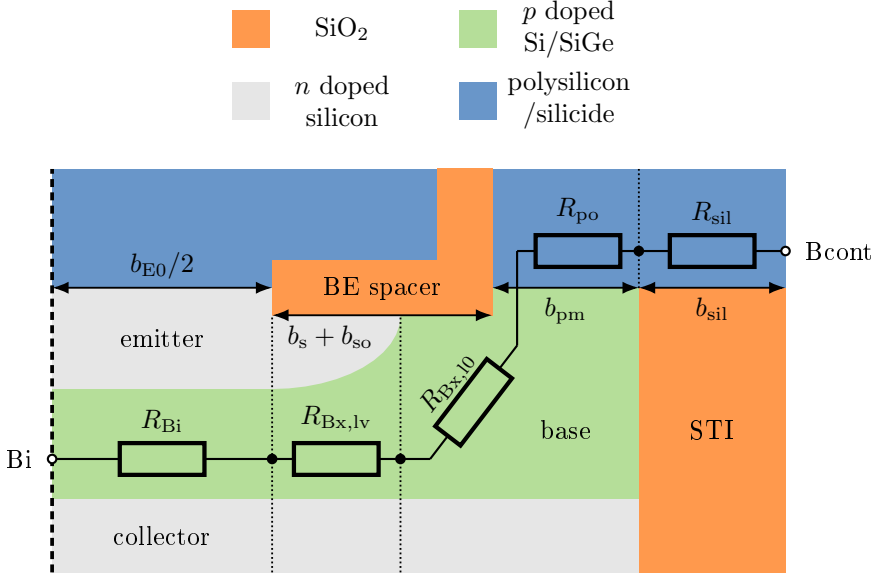 SiO₂
p doped
Si/SiGe
n doped
silicon
polysilicon
/silicide
R_po
R_sil
Bcont
b_E0/2
BE spacer
b_pm
b_sil
b_s + b_so
emitter
R_Bx,l0
R_Bi
R_Bx,lv
base
STI
Bi
collector